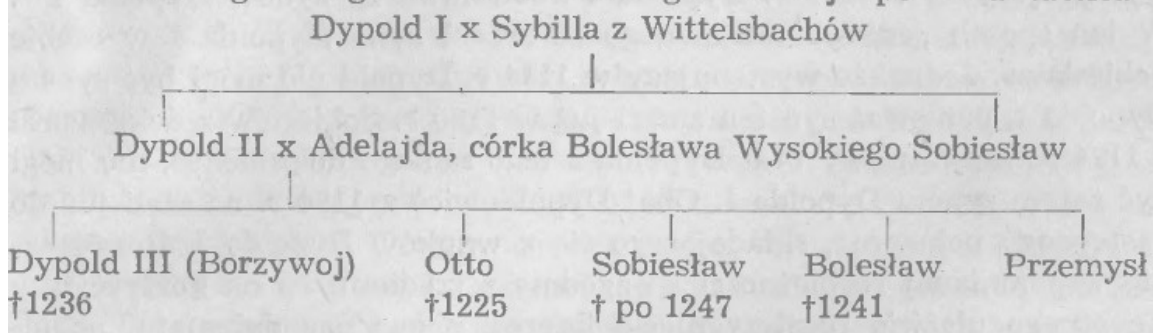 Dypold I x Sybilla z Wittelsbachów
Dypold II x Adelajda, córka Bolesława Wysokiego Sobiesław
Dypold III (Borzywoj) Otto Sobiesław Bolesław Przemysł
†1236 †1225 † po 1247 †1241